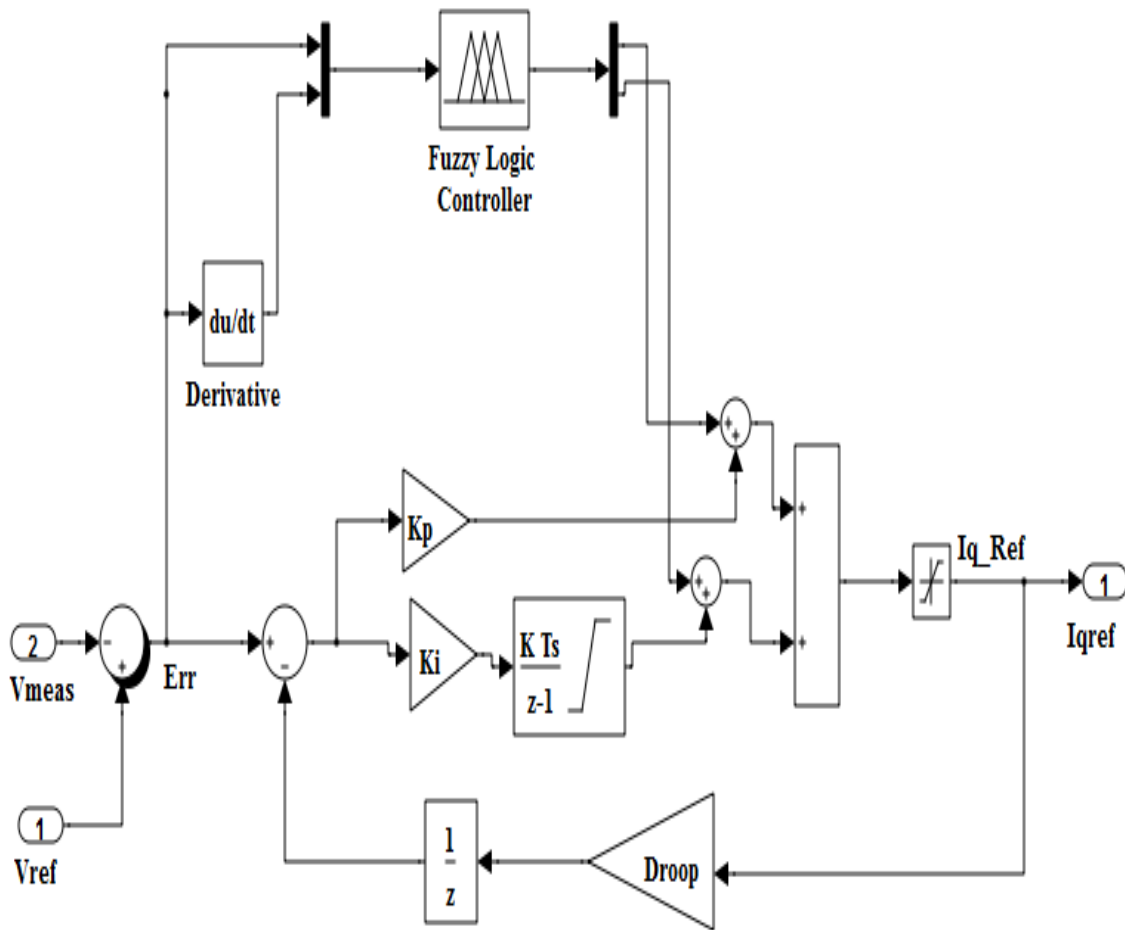 Fuzzy Logic
Controller
du/dt
Derivative
+
+
Kp
+
+
Iq_Ref
2
Vmeas
-
+
Err
+
-
Ki
K Ts
z-1
+
+
+
+
1
Iqref
1
Vref
1
z
Droop